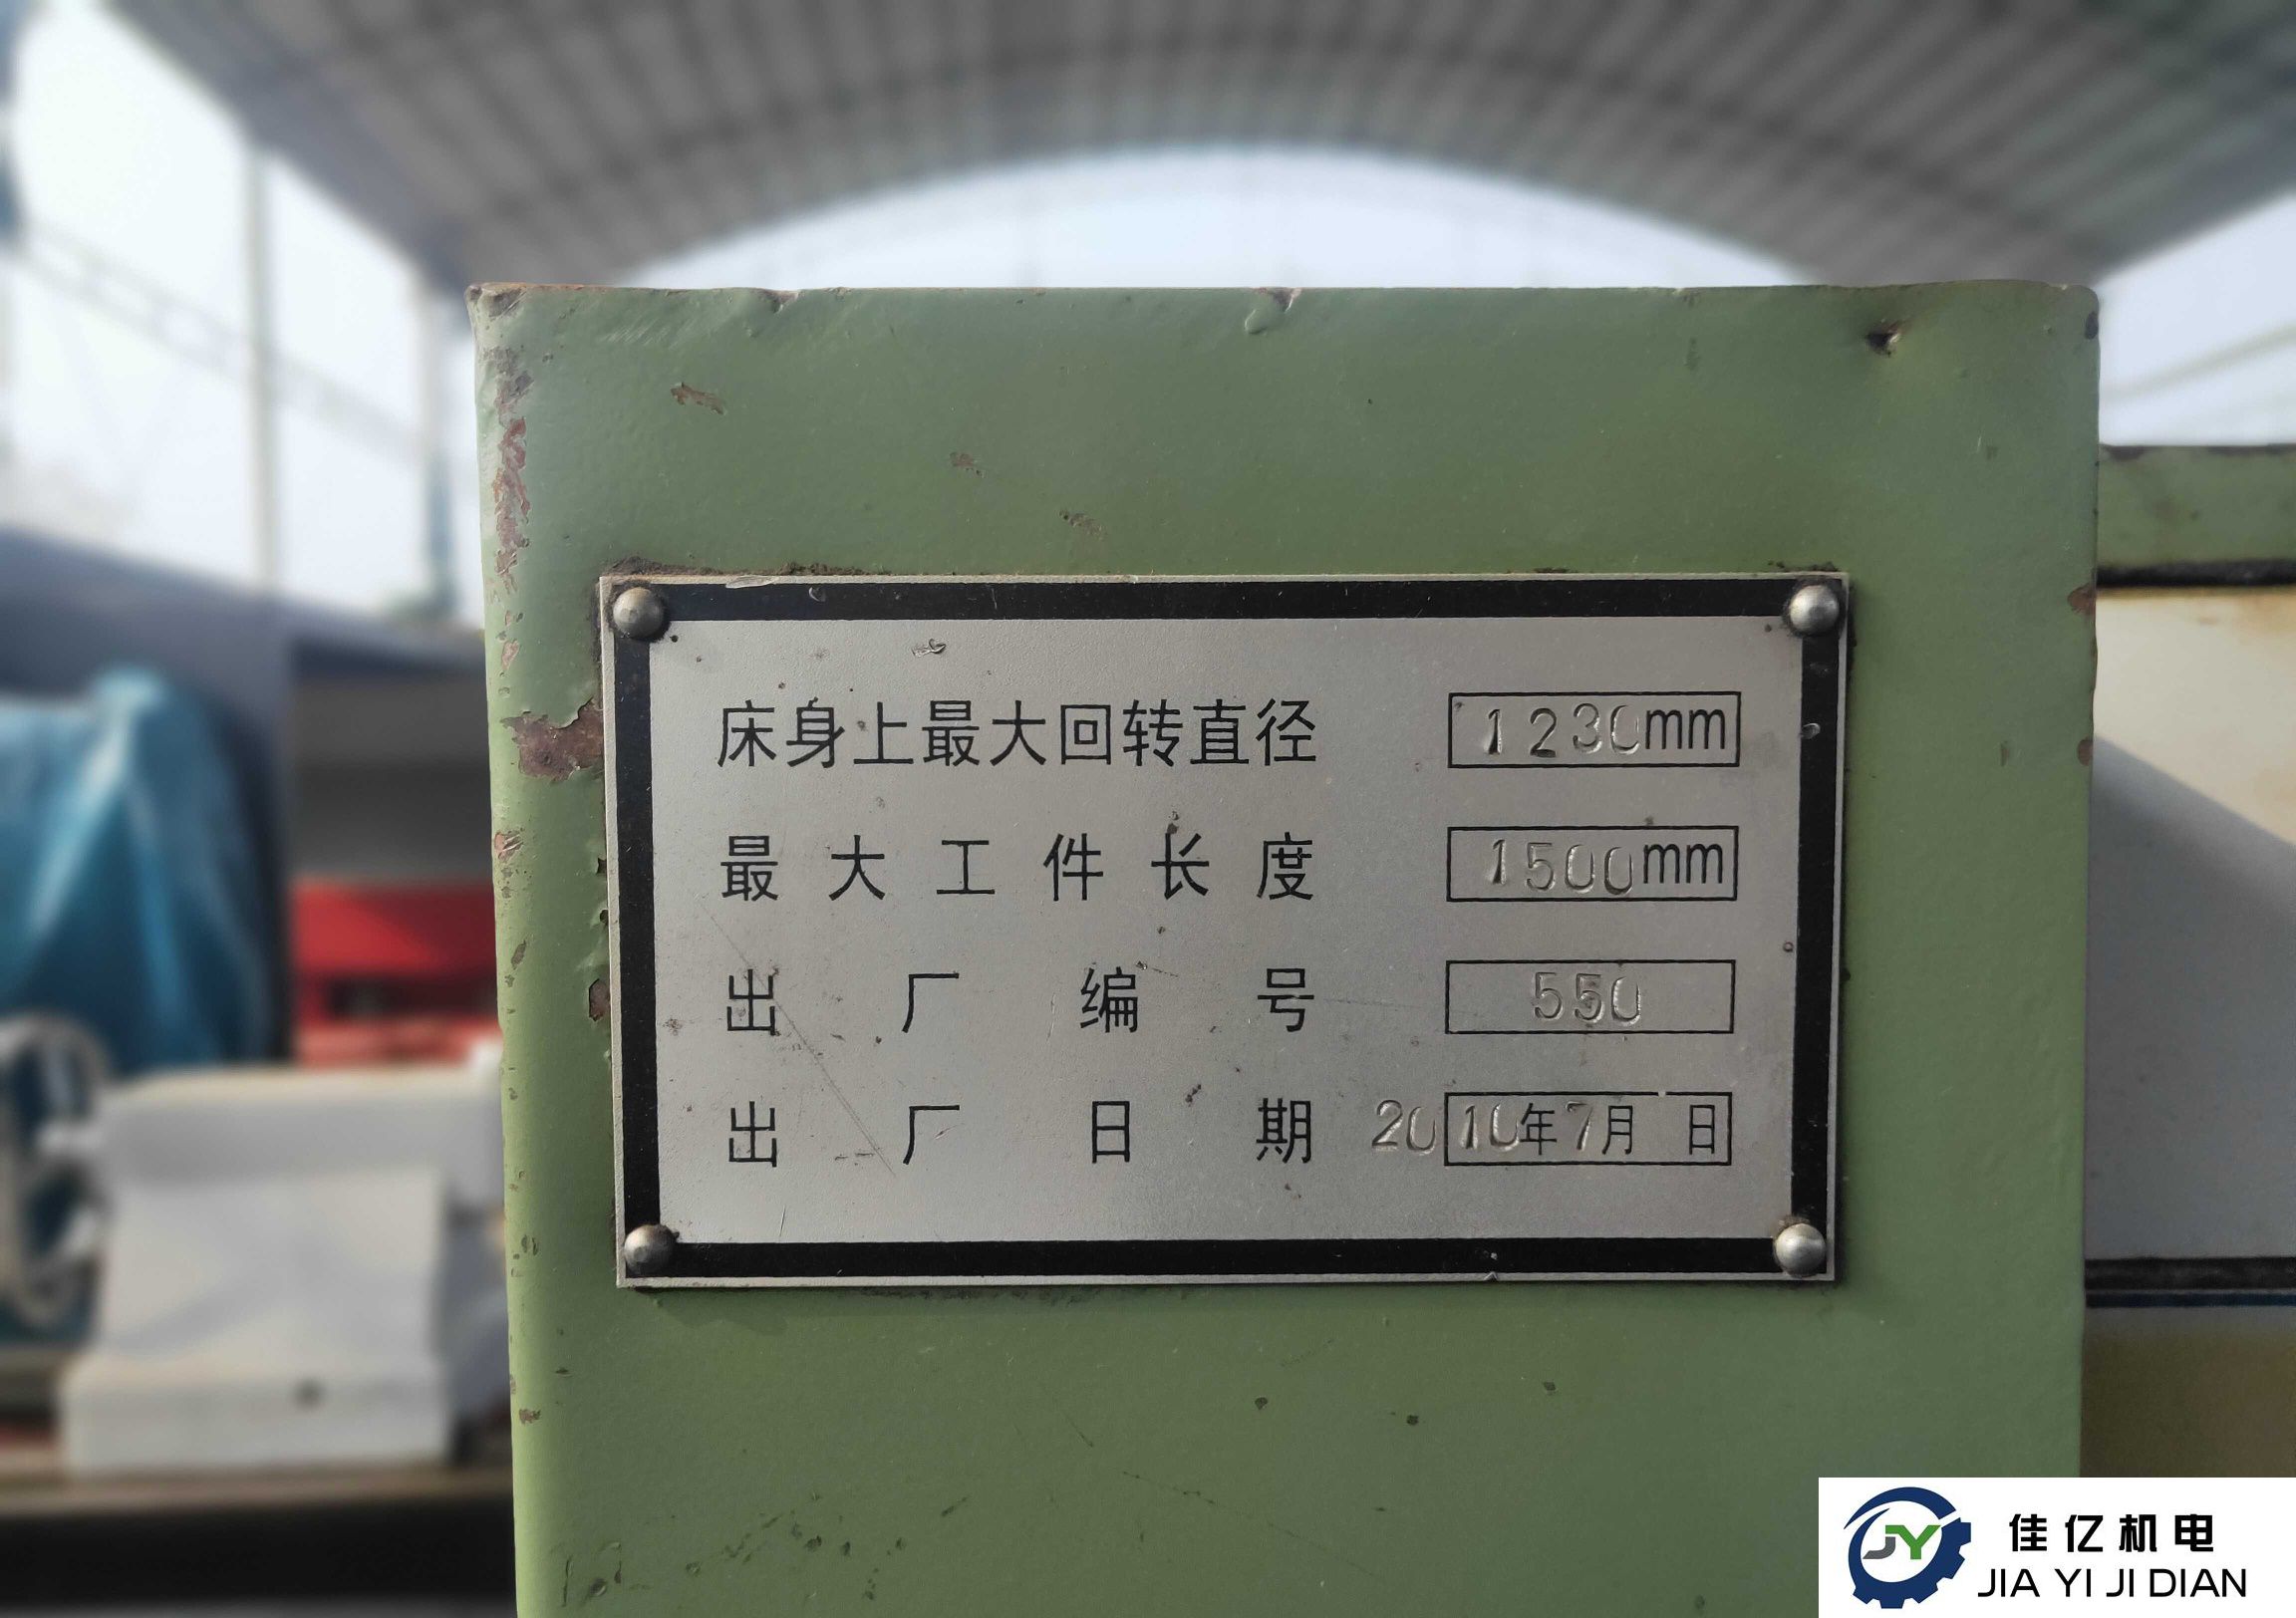 床身上最大回转直径 1230mm
最大工件长度 1500mm
出厂编号 550
出厂日期 2010年7月 日
JY
佳亿机电
JIA YI JI DIAN